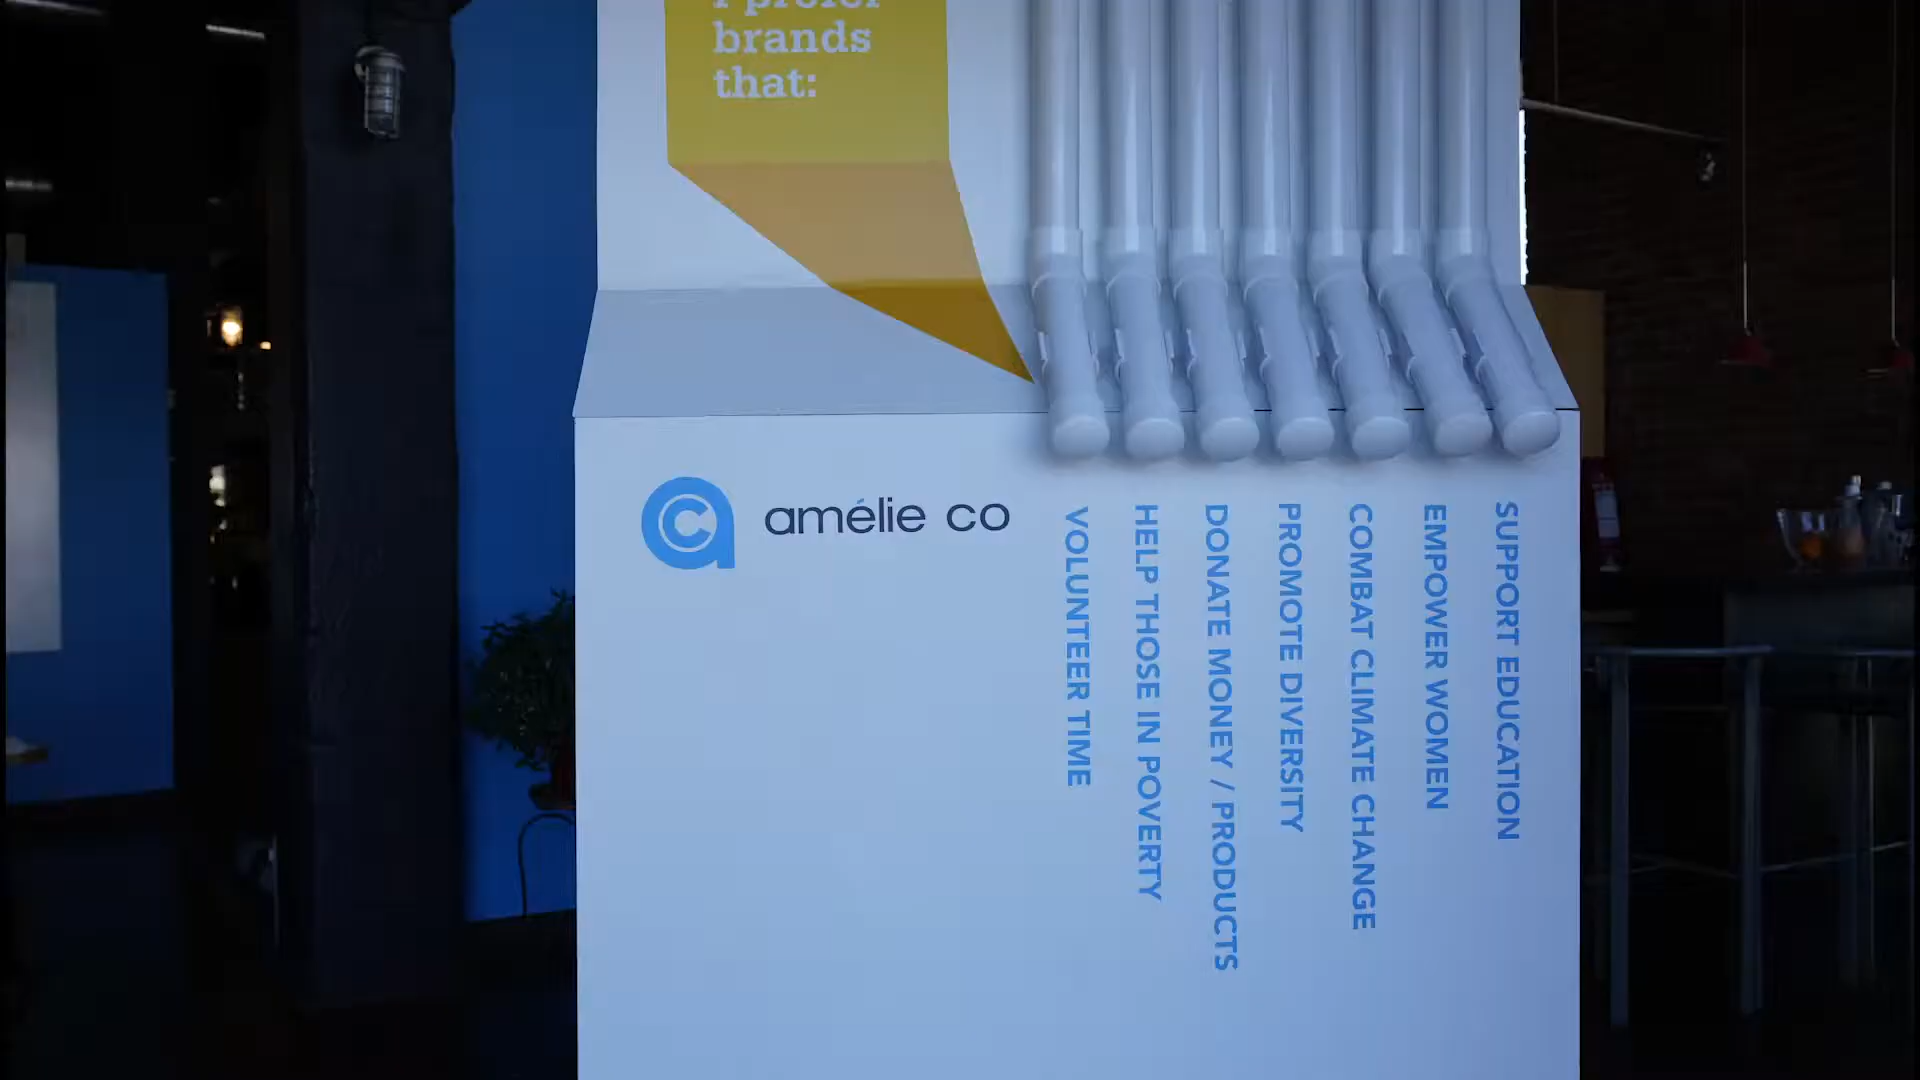 I prefer
brands
that:
amélie co
VOLUNTEER TIME
HELP THOSE IN POVERTY
DONATE MONEY / PRODUCTS
PROMOTE DIVERSITY
COMBAT CLIMATE CHANGE
EMPOWER WOMEN
SUPPORT EDUCATION